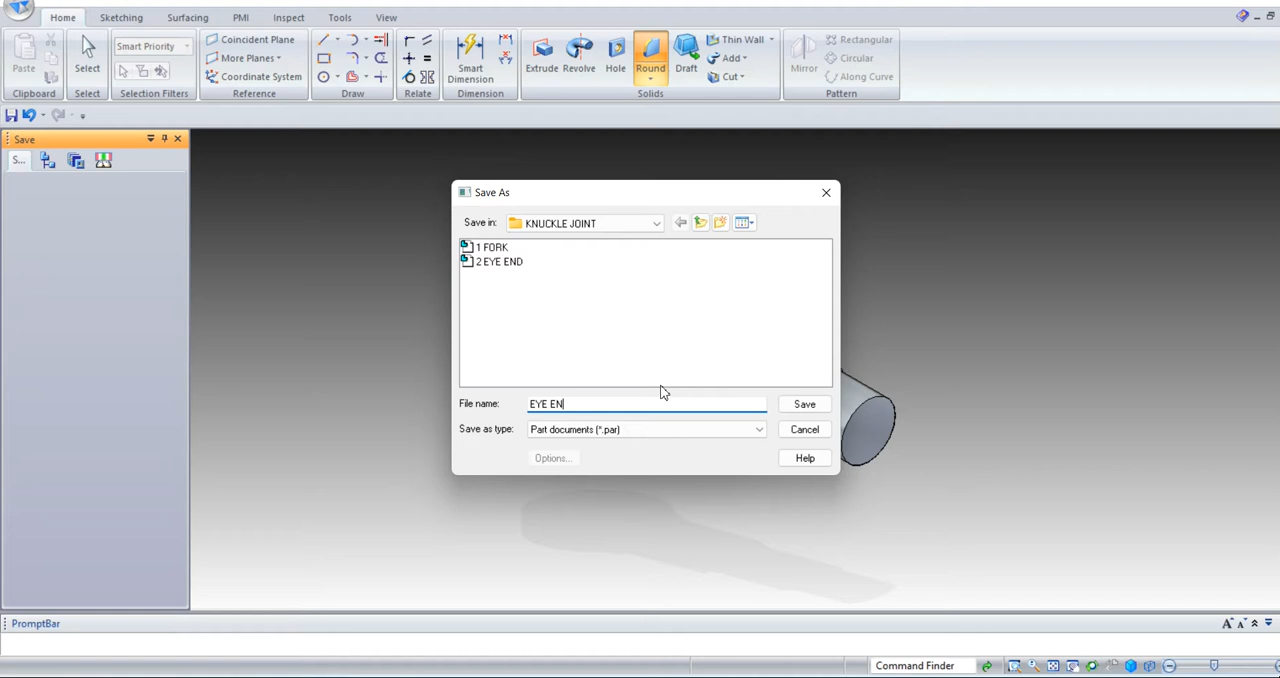 Home Sketching Surfacing PMI Inspect Tools View
Paste
Select
Smart Priority
Coincident Plane
More Planes
Coordinate System
Smart
Dimension
Extrude Revolve Hole Round Draft
Thin Wall
Add
Cut
Mirror
Rectangular
Circular
Along Curve
Clipboard Select Selection Filters Reference Draw Relate Dimension Solids Pattern
Save
S...
Save As
Save in: KNUCKLE JOINT
1 FORK
2 EYE END
File name: EYE EN
Save
Save as type: Part documents (*.par)
Cancel
Options...
Help
PromptBar
Command Finder